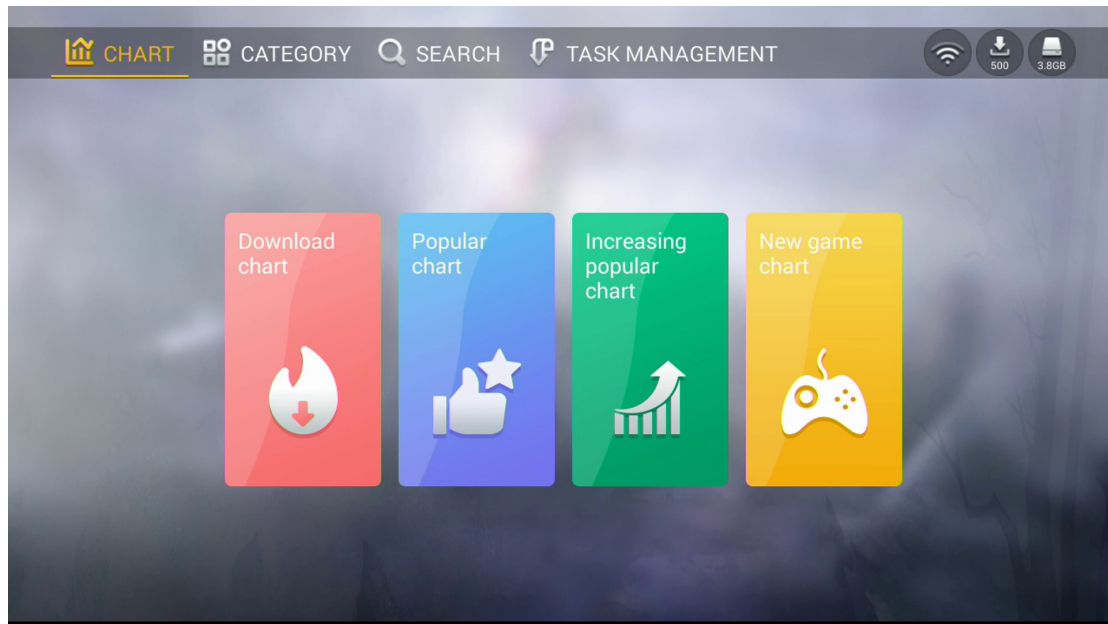 CHART CATEGORY SEARCH TASK MANAGEMENT
500 3.8GB
Download
chart
Popular
chart
Increasing
popular
chart
New game
chart